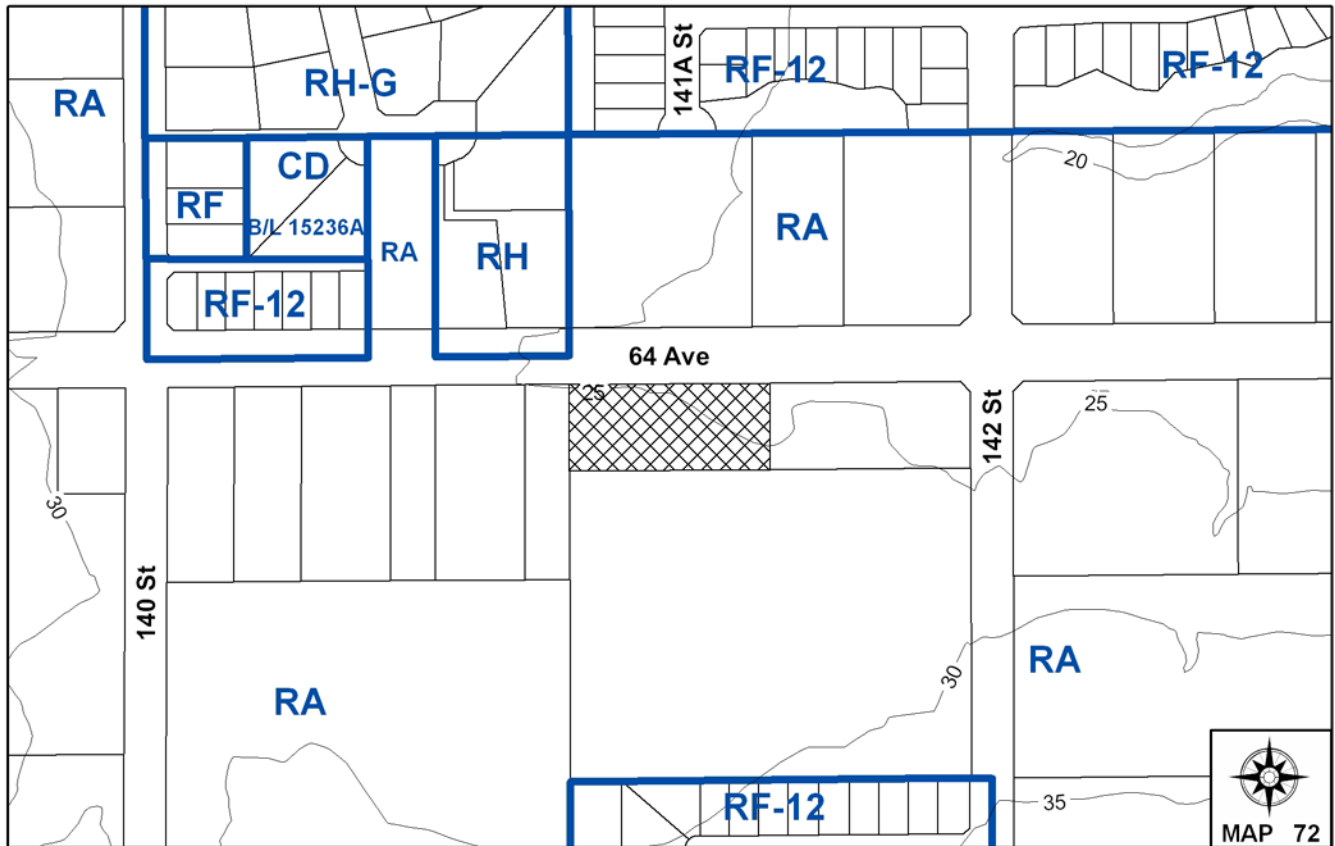 141A St
RF-12
RF-12
RH-G
RA
20
CD
RF
B/L 15236A
RA
RH
RA
RF-12
64 Ave
25
142 St
25
30
140 St
30
RA
RA
RF-12
35
MAP 72